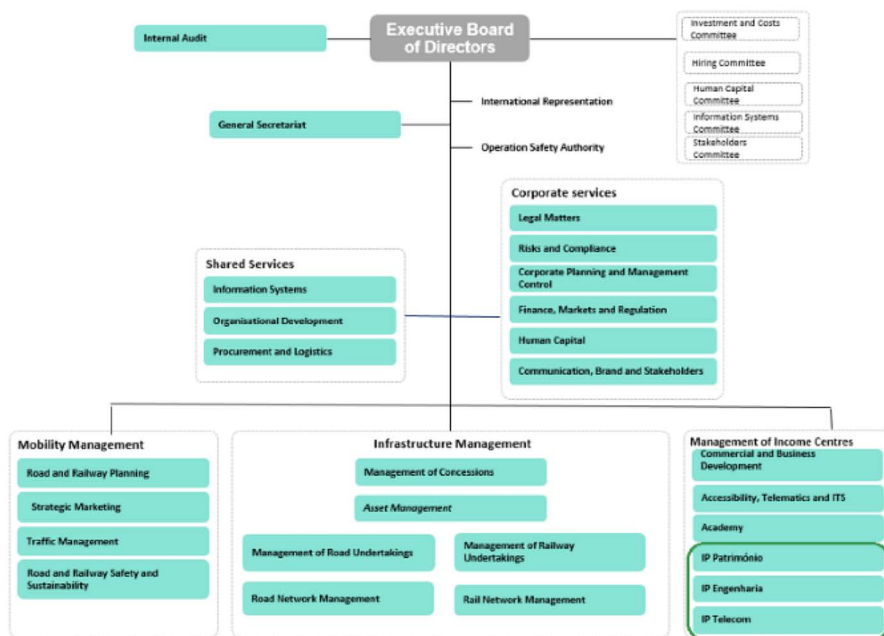 Executive Board
of Directors
Internal Audit
Investment and Costs
Committee
Hiring Committee
Human Capital
Committee
Information Systems
Committee
Stakeholders
Committee
International Representation
General Secretariat
Operation Safety Authority
Corporate services
Legal Matters
Risks and Compliance
Corporate Planning and Management
Control
Finance, Markets and Regulation
Human Capital
Communication, Brand and Stakeholders
Shared Services
Information Systems
Organisational Development
Procurement and Logistics
Mobility Management
Road and Railway Planning
Strategic Marketing
Traffic Management
Road and Railway Safety and
Sustainability
Infrastructure Management
Management of Concessions
Asset Management
Management of Road Undertakings
Management of Railway
Undertakings
Road Network Management
Rail Network Management
Management of Income Centres
Commercial and Business
Development
Accessibility, Telematics and ITS
Academy
IP Património
IP Engenharia
IP Telecom